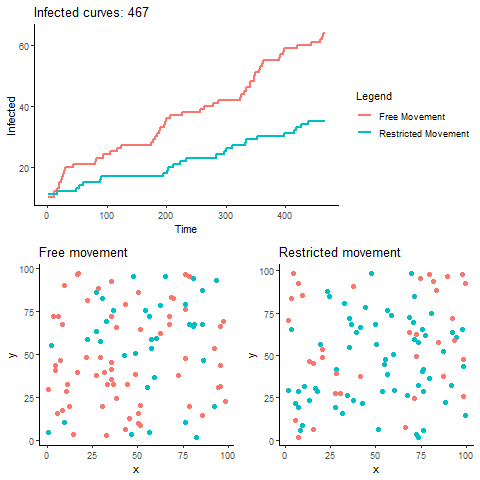 Infected curves: 467
60
40
20
Infected
0
100
200
300
400
Time
Legend
Free Movement
Restricted Movement
Free movement
100
75
50
25
0
y
0
25
50
75
100
x
Restricted movement
100
75
50
25
0
y
0
25
50
75
100
x